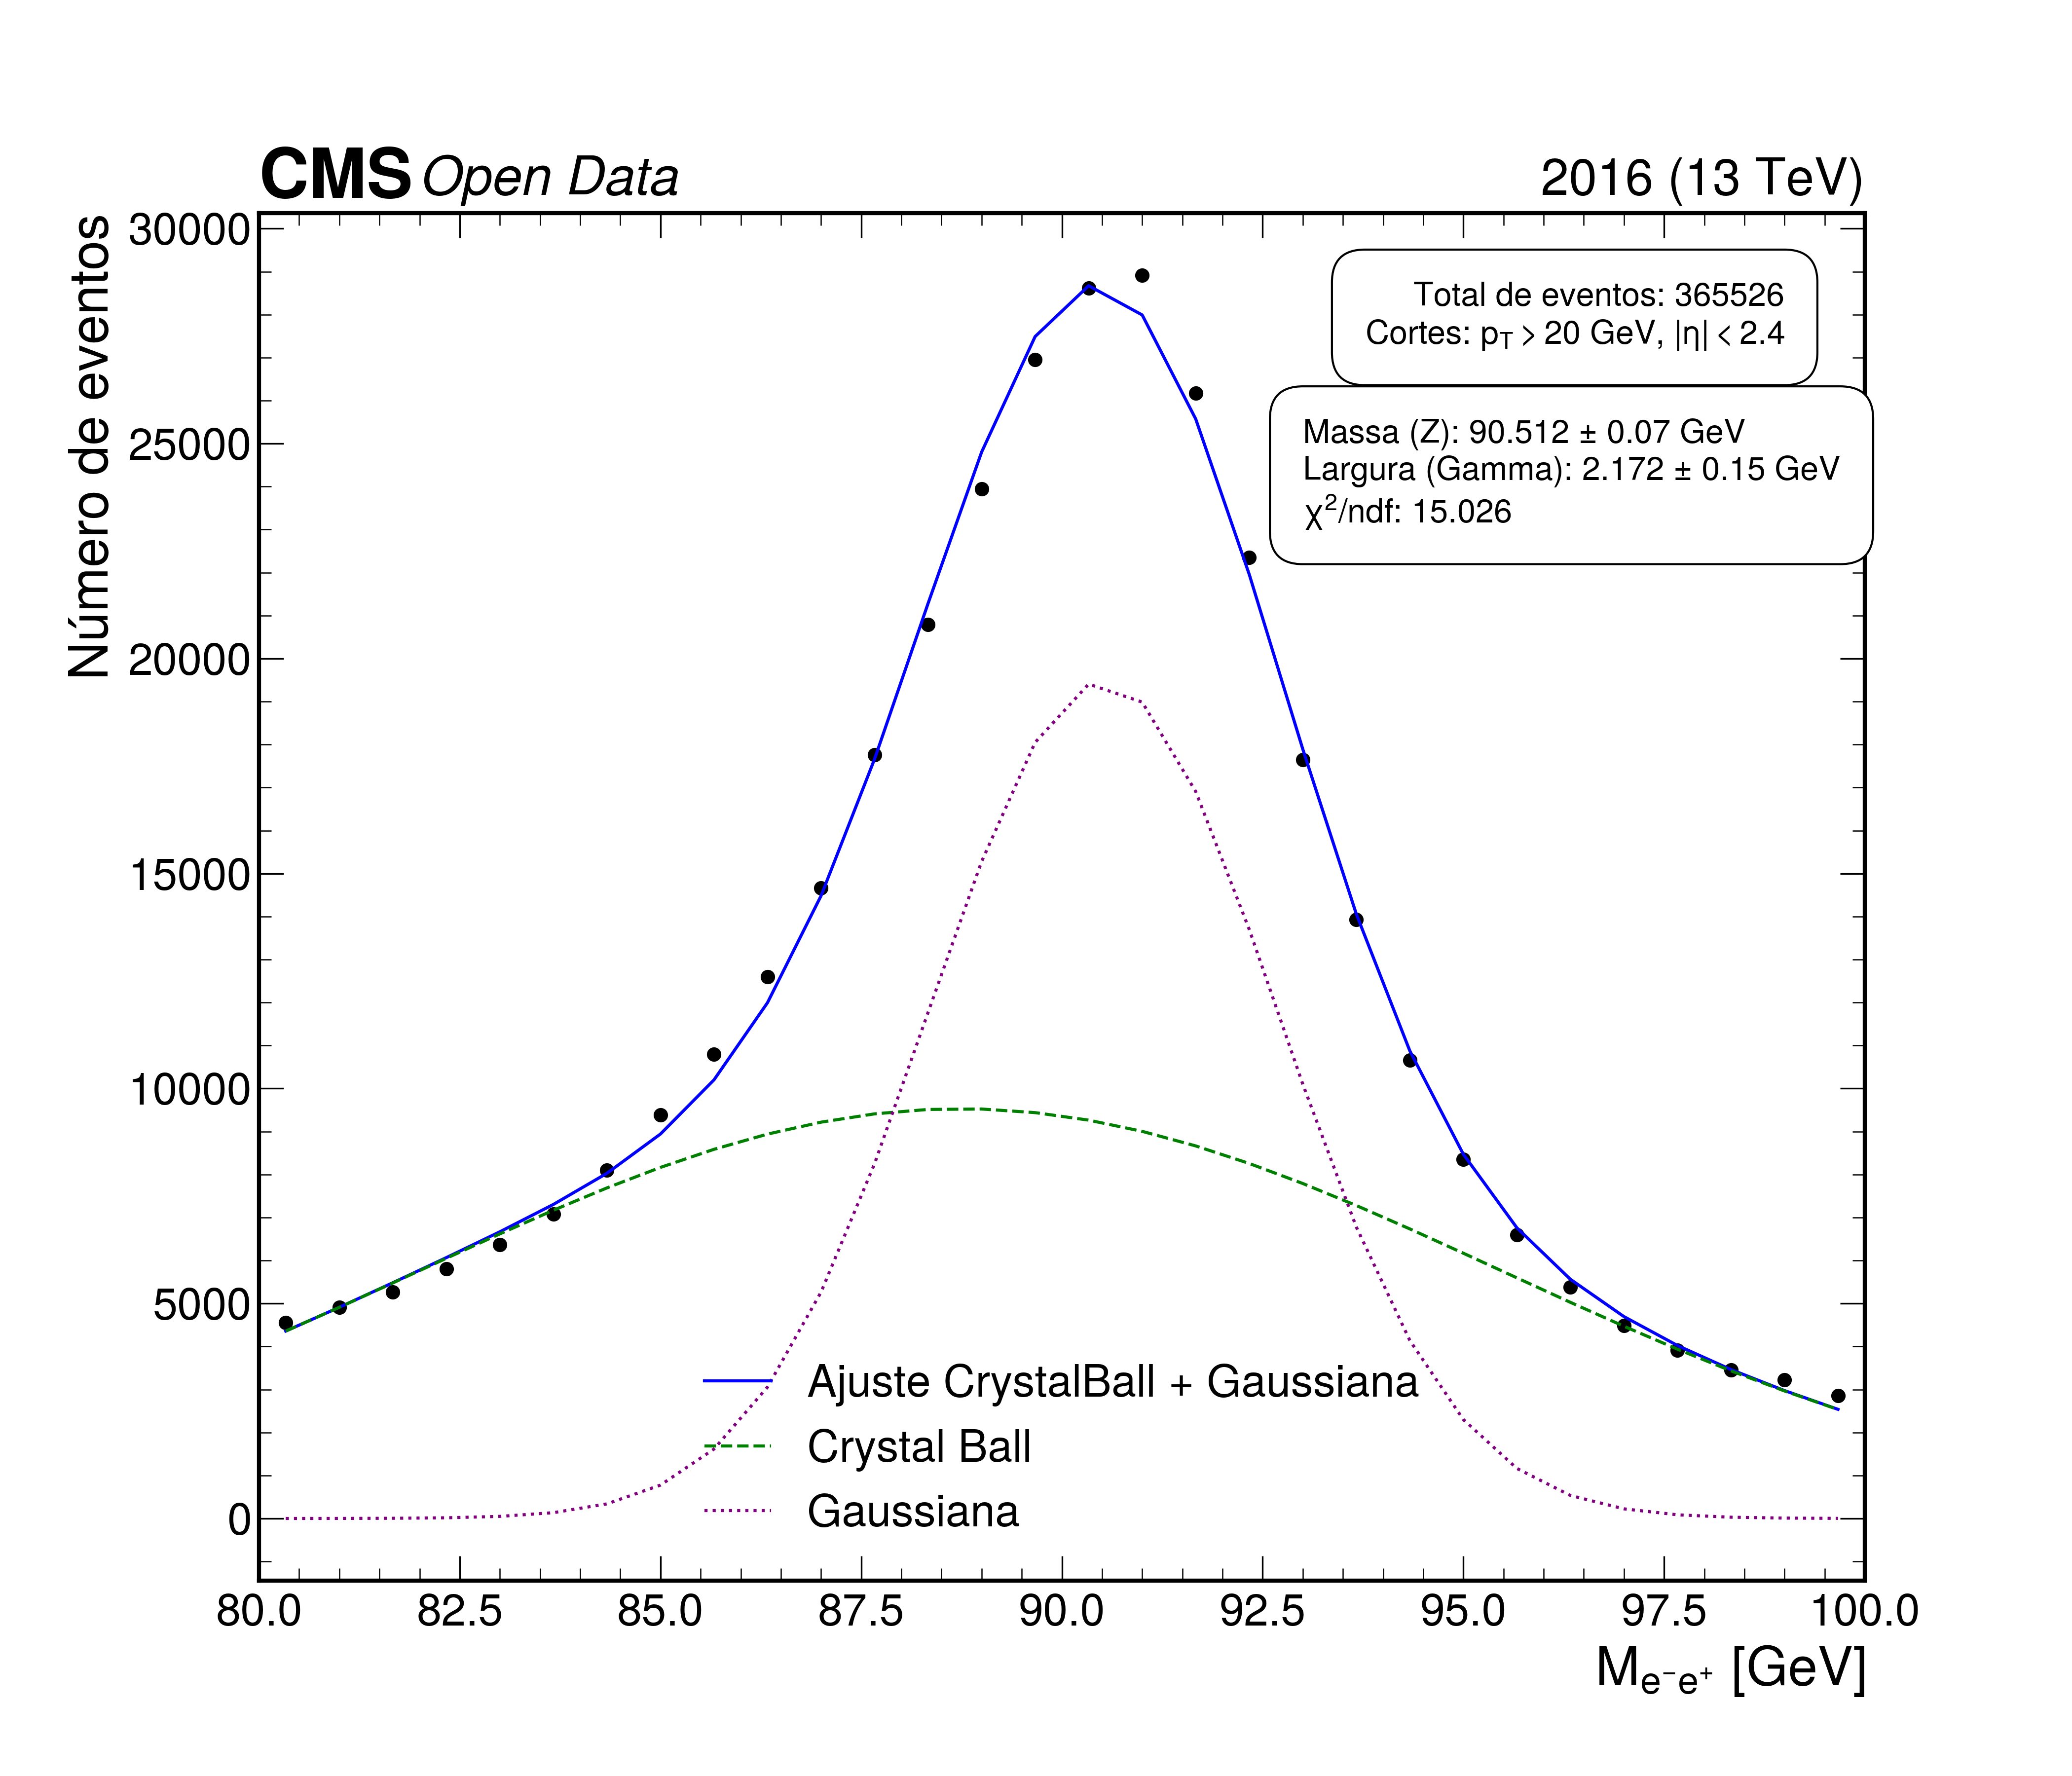 CMS Open Data
2016 (13 TeV)
Número de eventos
30000
25000
20000
15000
10000
5000
0
Total de eventos: 365526
Cortes: pT > 20 GeV, |η| < 2.4
Massa (Z): 90.512 ± 0.07 GeV
Largura (Gamma): 2.172 ± 0.15 GeV
χ²/ndf: 15.026
Ajuste CrystalBall + Gaussiana
Crystal Ball
Gaussiana
80.0 82.5 85.0 87.5 90.0 92.5 95.0 97.5 100.0
Me⁻e⁺ [GeV]